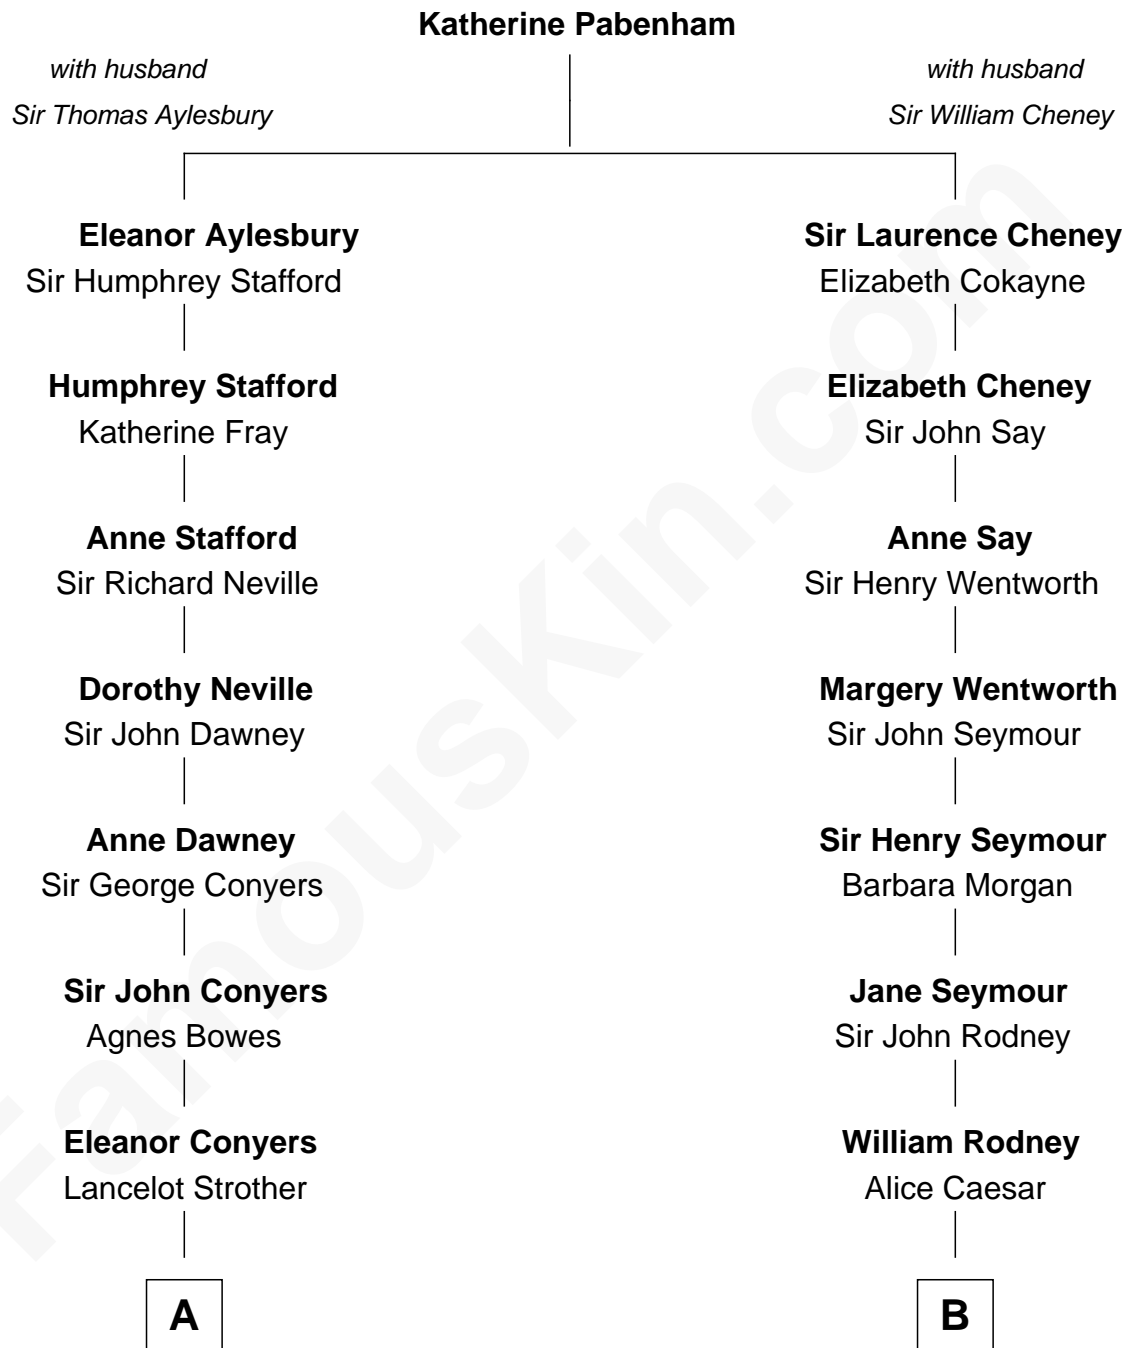 Katherine Pabenham
with husband
Sir Thomas Aylesbury
with husband
Sir William Cheney
Eleanor Aylesbury
Sir Humphrey Stafford
Sir Laurence Cheney
Elizabeth Cokayne
Humphrey Stafford
Katherine Fray
Elizabeth Cheney
Sir John Say
Anne Stafford
Sir Richard Neville
Anne Say
Sir Henry Wentworth
Dorothy Neville
Sir John Dawney
Margery Wentworth
Sir John Seymour
Anne Dawney
Sir George Conyers
Sir Henry Seymour
Barbara Morgan
Sir John Conyers
Agnes Bowes
Jane Seymour
Sir John Rodney
Eleanor Conyers
Lancelot Strother
William Rodney
Alice Caesar
A
B
FamousKin.com